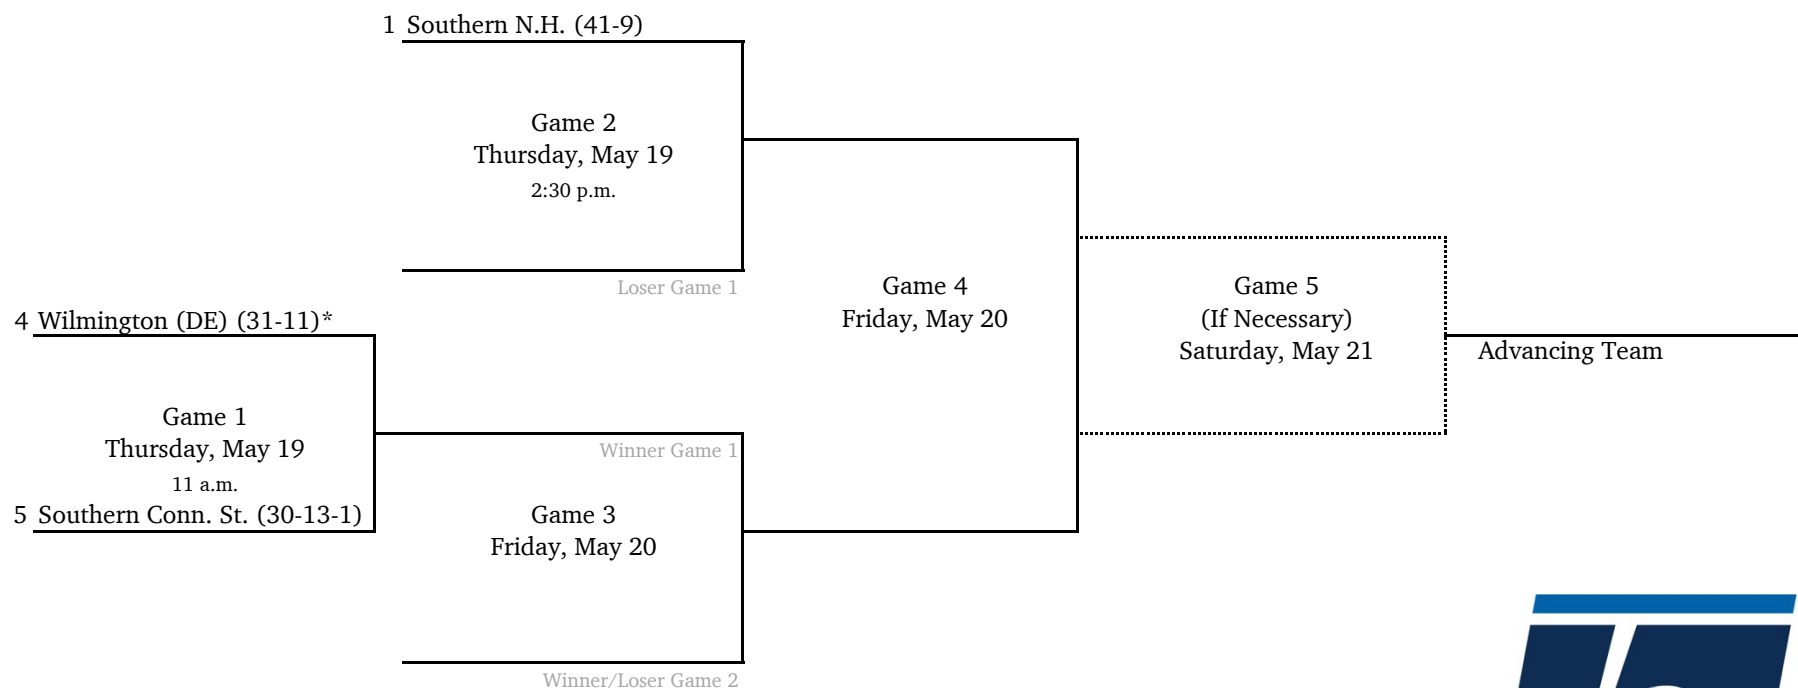 1 Southern N.H. (41-9)
Game 2
Thursday, May 19
2:30 p.m.
Loser Game 1
4 Wilmington (DE) (31-11)*
Game 1
Thursday, May 19
11 a.m.
5 Southern Conn. St. (30-13-1)
Winner Game 1
Game 3
Friday, May 20
Winner/Loser Game 2
Game 4
Friday, May 20
Game 5
(If Necessary)
Saturday, May 21
Advancing Team